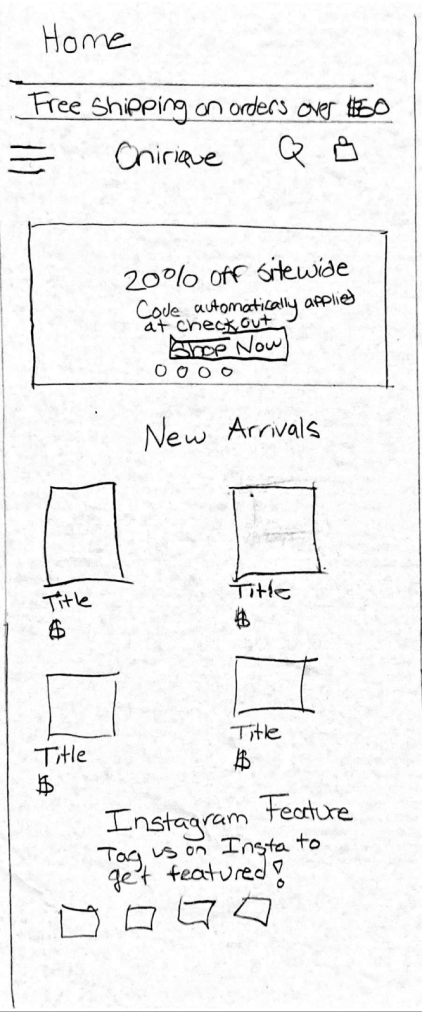 Home
Free shipping on orders over $50
Onirique
20% off sitewide
Code automatically applied
at checkout
Shop Now
New Arrivals
Title
$
Title
$
Title
$
Title
$
Instagram Feature
Tag us on Insta to
get featured!